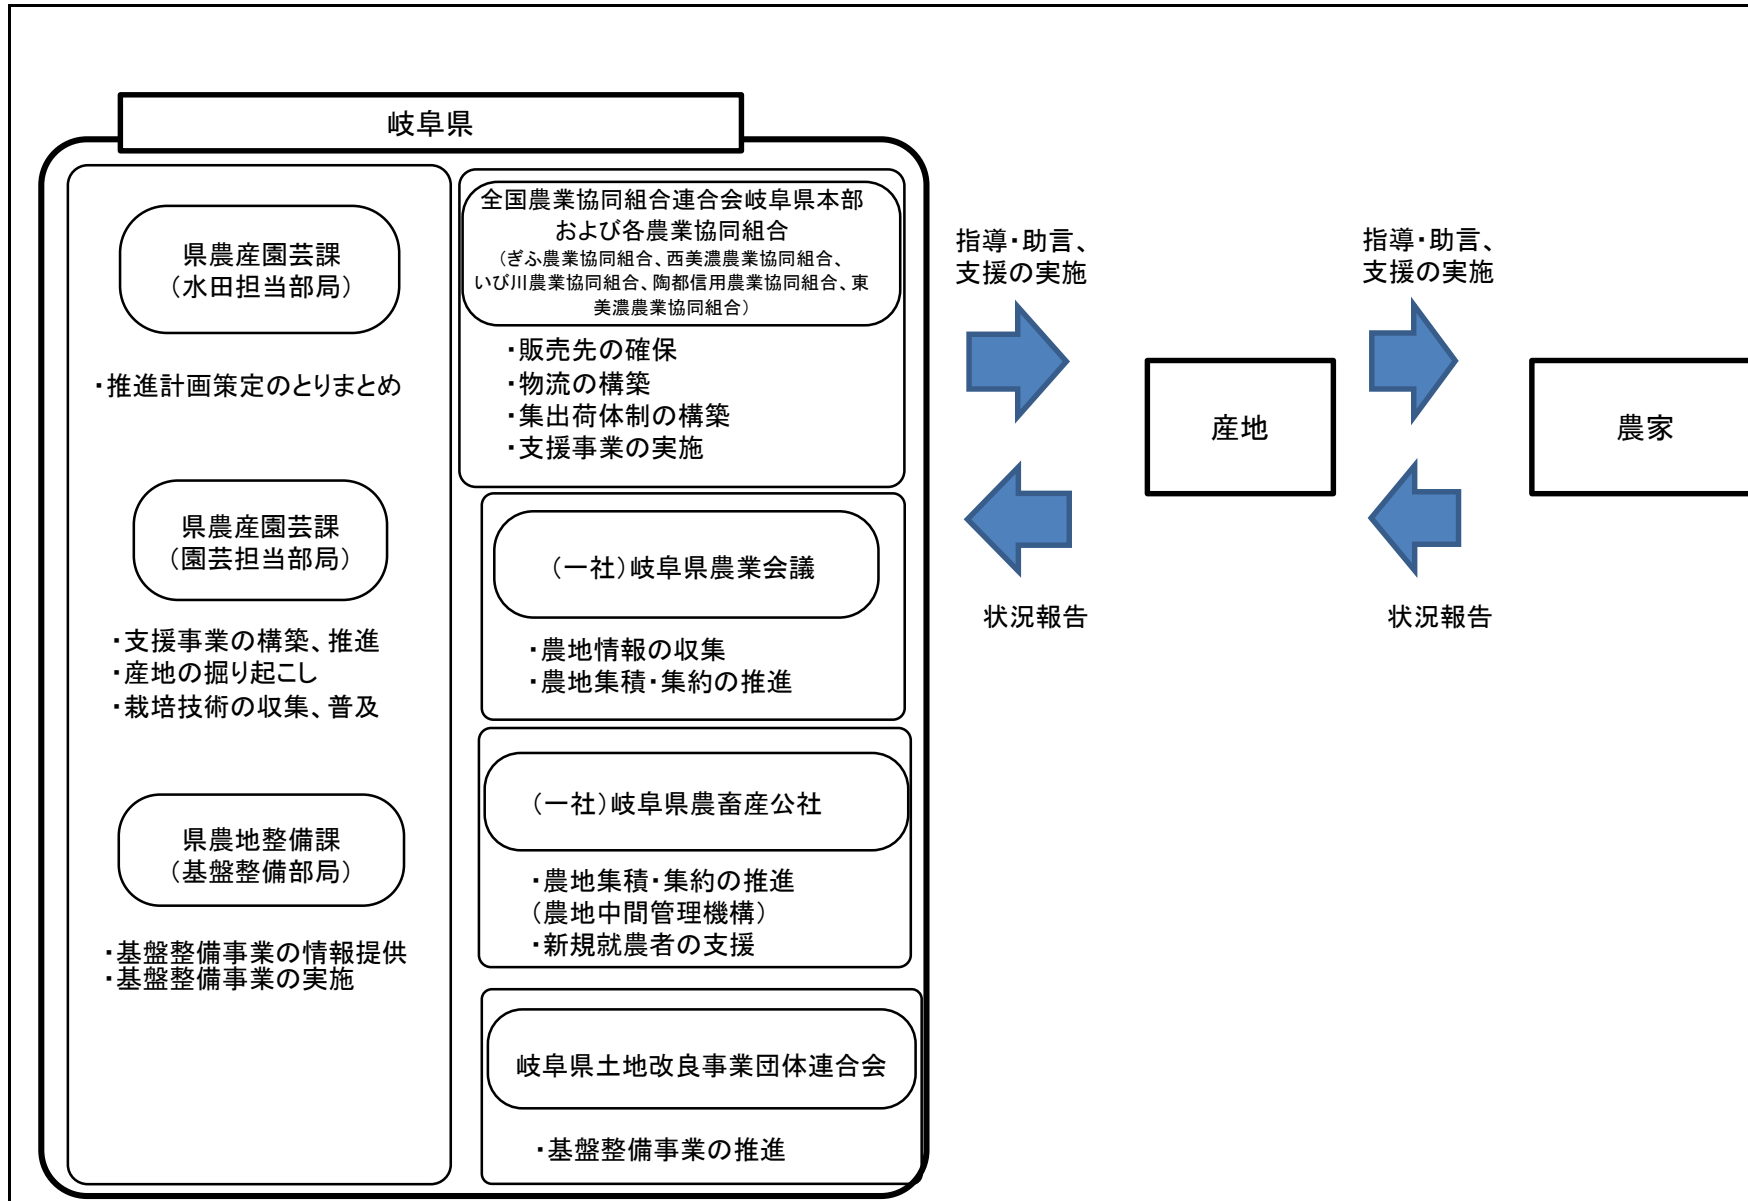 岐阜県
県農産園芸課
（水田担当部局）
・推進計画策定のとりまとめ
県農産園芸課
（園芸担当部局）
・支援事業の構築、推進
・産地の掘り起こし
・栽培技術の収集、普及
県農地整備課
（基盤整備部局）
・基盤整備事業の情報提供
・基盤整備事業の実施
全国農業協同組合連合会岐阜県本部
および各農業協同組合
（ぎふ農業協同組合、西美濃農業協同組合、
いび川農業協同組合、陶都信用農業協同組合、東
美濃農業協同組合）
・販売先の確保
・物流の構築
・集出荷体制の構築
・支援事業の実施
（一社）岐阜県農業会議
・農地情報の収集
・農地集積・集約の推進
（一社）岐阜県農畜産公社
・農地集積・集約の推進
（農地中間管理機構）
・新規就農者の支援
岐阜県土地改良事業団体連合会
・基盤整備事業の推進
指導・助言、
支援の実施
状況報告
産地
指導・助言、
支援の実施
状況報告
農家